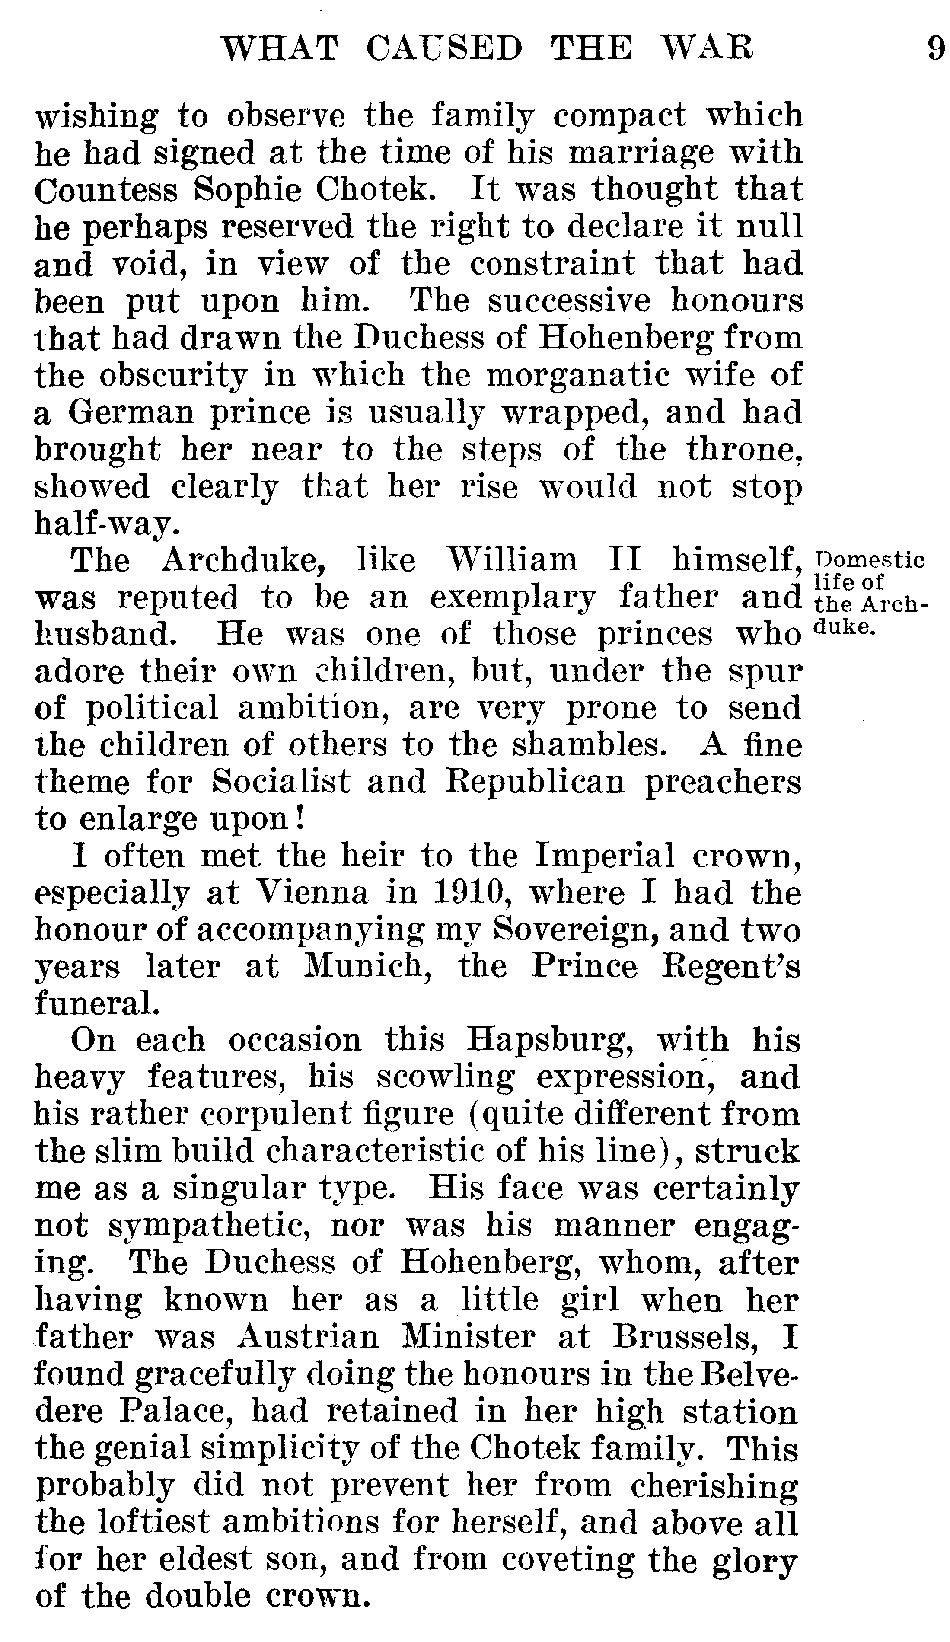 WHAT CAUSED THE WAR 9
wishing to observe the family compact which
he had signed at the time of his marriage with
Countess Sophie Chotek. It was thought that
he perhaps reserved the right to declare it null
and void, in view of the constraint that had
been put upon him. The successive honours
that had drawn the Duchess of Hohenberg from
the obscurity in which the morganatic wife of
a German prince is usually wrapped, and had
brought her near to the steps of the throne,
showed clearly that her rise would not stop
half-way.
The Archduke, like William II himself,
was reputed to be an exemplary father and
husband. He was one of those princes who
adore their own children, but, under the spur
of political ambition, are very prone to send
the children of others to the shambles. A fine
theme for Socialist and Republican preachers
to enlarge upon!
Domestic
life of
the Arch-
duke.
I often met the heir to the Imperial crown,
especially at Vienna in 1910, where I had the
honour of accompanying my Sovereign, and two
years later at Munich, the Prince Regent's
funeral.
On each occasion this Hapsburg, with his
heavy features, his scowling expression, and
his rather corpulent figure (quite different from
the slim build characteristic of his line), struck
me as a singular type. His face was certainly
not sympathetic, nor was his manner engag-
ing. The Duchess of Hohenberg, whom, after
having known her as a little girl when her
father was Austrian Minister at Brussels, I
found gracefully doing the honours in the Belve-
dere Palace, had retained in her high station
the genial simplicity of the Chotek family. This
probably did not prevent her from cherishing
the loftiest ambitions for herself, and above all
for her eldest son, and from coveting the glory
of the double crown.